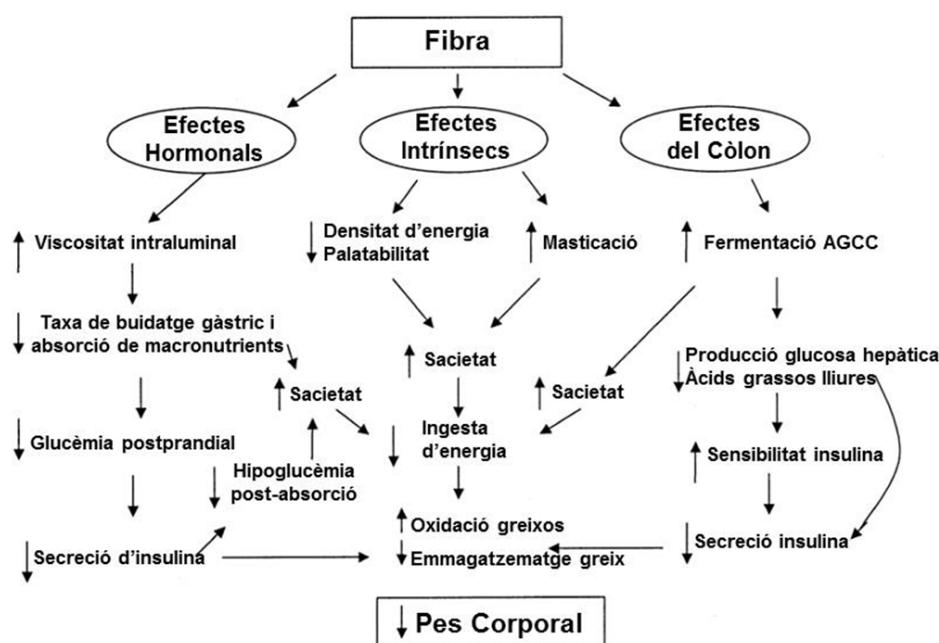 Fibra
Efectes
Hormonals
Efectes
Intrínsecs
Efectes
del Còlon
Viscositat intraluminal
Densitat d'energia
Palatabilitat
Masticació
Fermentació AGCC
Taxa de buidatge gàstric i
absorció de macronutrients
Sacietat
Sacietat
Sacietat
Producció glucosa hepàtica
Àcids grassos lliures
Glucèmia postprandial
Hipoglucèmia
post-absorció
Ingesta
d'energia
Sensibilitat insulina
Secreció d'insulina
Oxidació greixos
Emmagatzematge greix
Secreció insulina
Pes Corporal